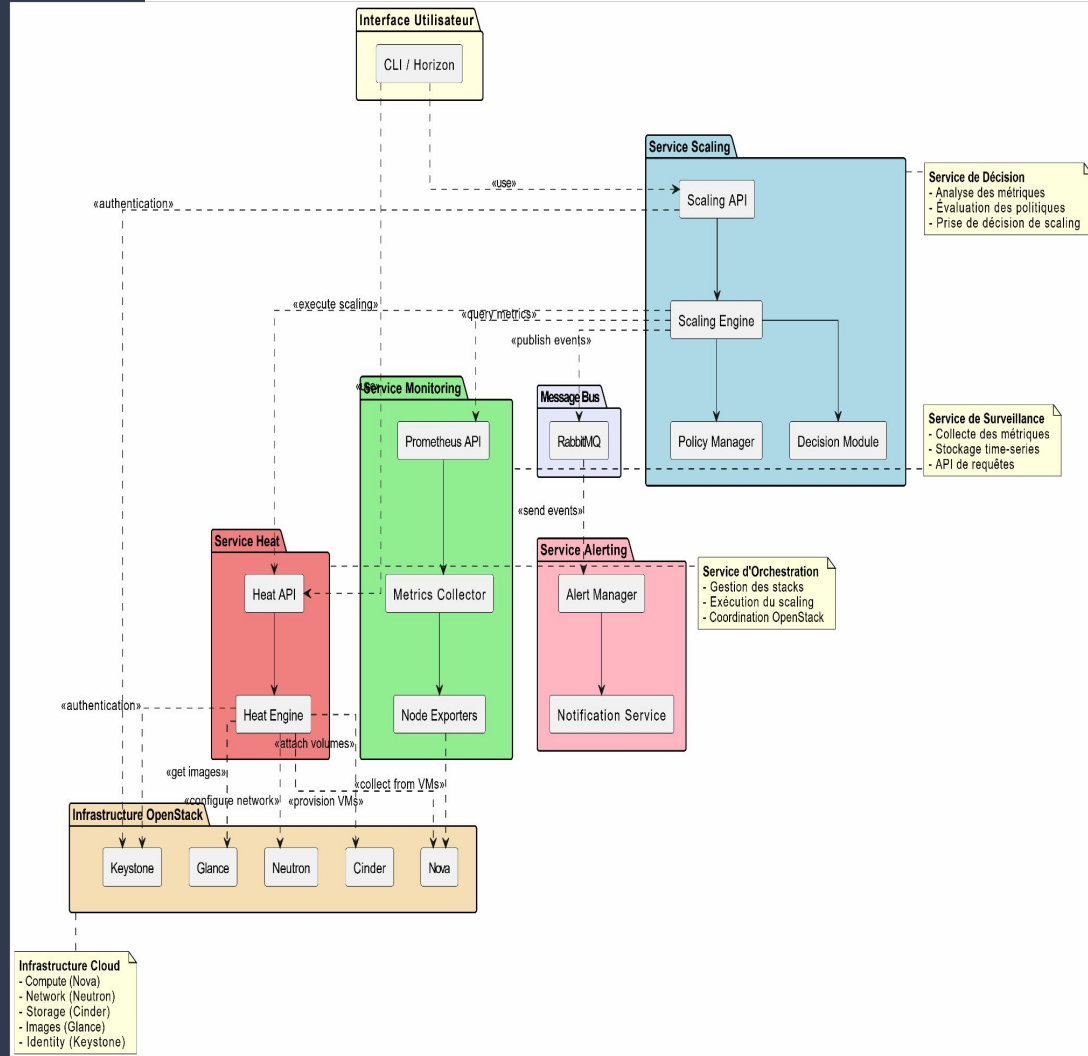 Interface Utilisateur
CLI / Horizon
Service Scaling
Service de Décision
- Analyse des métriques
- Évaluation des politiques
- Prise de décision de scaling
«use»
Scaling API
«authentication»
«execute scaling»
«query metrics»
Scaling Engine
«publish events»
«use»
Service Monitoring
Message Bus
Service de Surveillance
- Collecte des métriques
- Stockage time-series
- API de requêtes
Prometheus API
RabbitMQ
Policy Manager
Decision Module
«send events»
Service Heat
Service Alerting
Service d'Orchestration
- Gestion des stacks
- Exécution du scaling
- Coordination OpenStack
Heat API
Metrics Collector
Alert Manager
«authentication»
Heat Engine
Node Exporters
Notification Service
«attach volumes»
«get images»
«collect from VMs»
«configure network»
«provision VMs»
Infrastructure OpenStack
Keystone
Glance
Neutron
Cinder
Nova
Infrastructure Cloud
- Compute (Nova)
- Network (Neutron)
- Storage (Cinder)
- Images (Glance)
- Identity (Keystone)